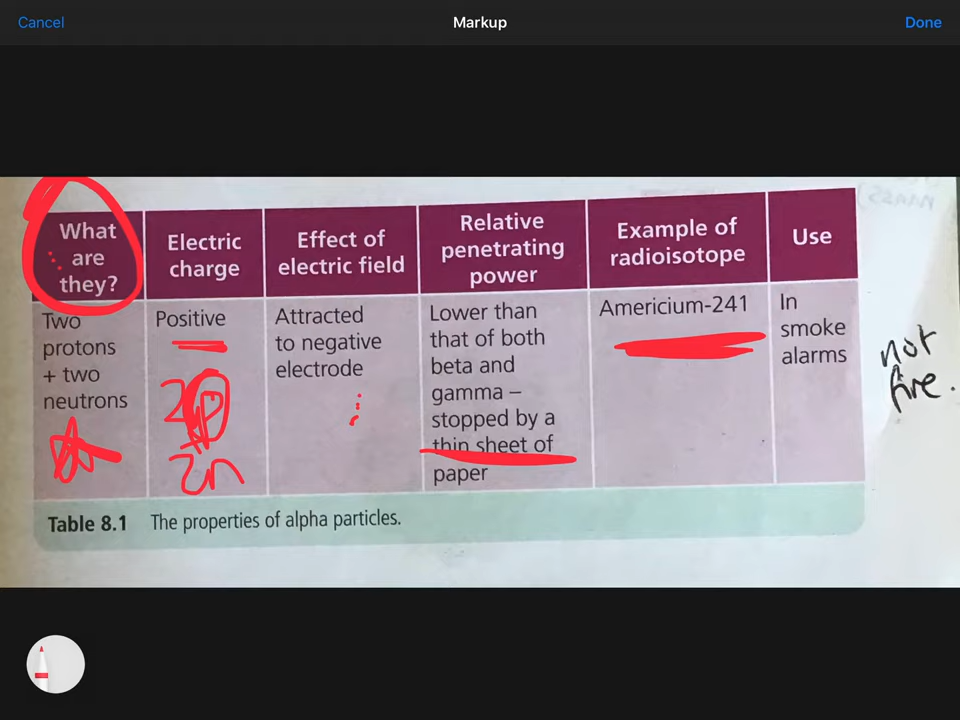 Cancel
Markup
Done
What are they?
Electric charge
Effect of electric field
Relative penetrating power
Example of radioisotope
Use
Two protons + two neutrons
Positive
Attracted to negative electrode
Lower than that of both beta and gamma – stopped by a thin sheet of paper
Americium-241
In smoke alarms
2n
not
fire.
Table 8.1 The properties of alpha particles.